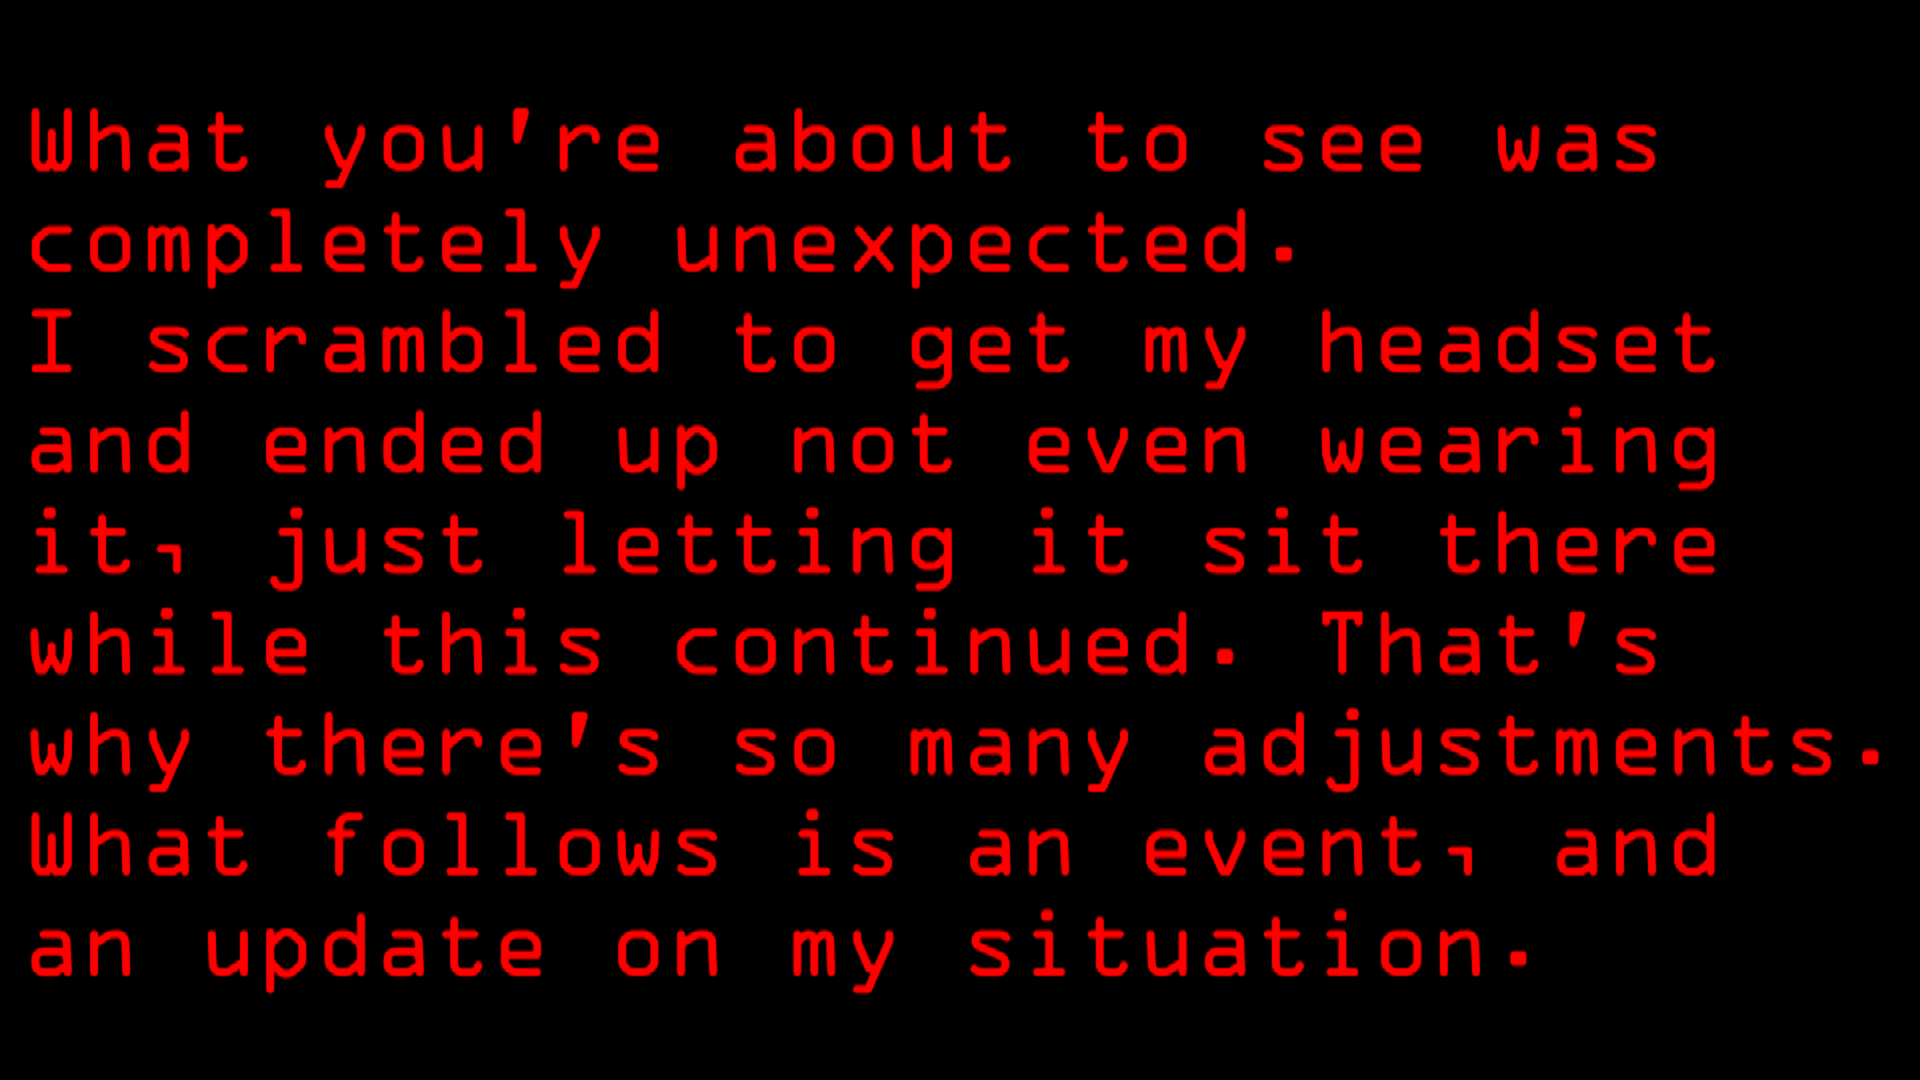 What you're about to see was
completely unexpected.
I scrambled to get my headset
and ended up not even wearing
it, just letting it sit there
while this continued. That's
why there's so many adjustments.
What follows is an event, and
an update on my situation.